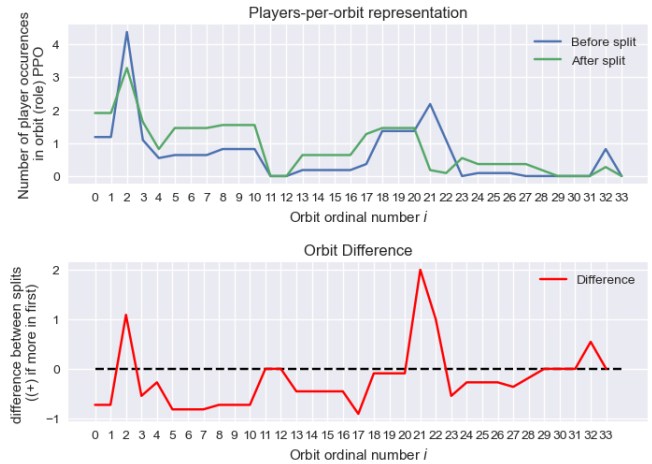 Players-per-orbit representation
Number of player occurences
in orbit (role) PPO
4
3
2
1
0
Before split
After split
0 1 2 3 4 5 6 7 8 9 10 11 12 13 14 15 16 17 18 19 20 21 22 23 24 25 26 27 28 29 30 31 32 33
Orbit ordinal number i
Orbit Difference
difference between splits
((+) if more in first)
2
1
0
−1
Difference
0 1 2 3 4 5 6 7 8 9 10 11 12 13 14 15 16 17 18 19 20 21 22 23 24 25 26 27 28 29 30 31 32 33
Orbit ordinal number i